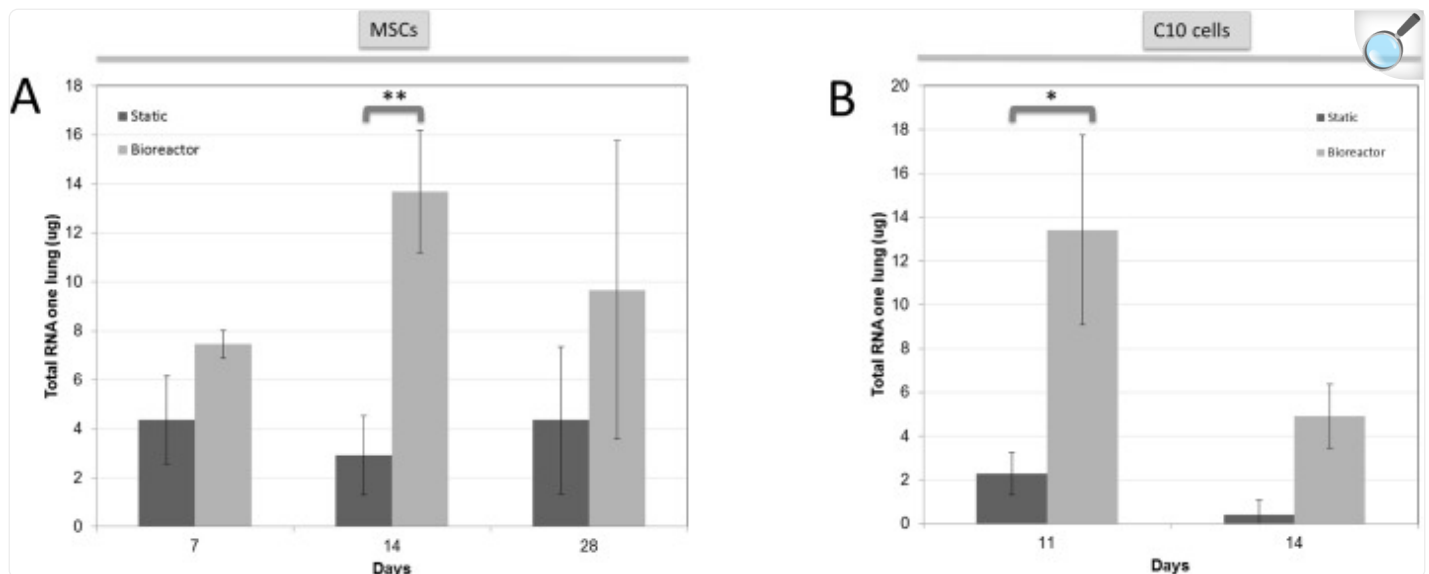 MSCs
A
18
**
Static
16
Bioreactor
14
12
10
8
6
4
2
0
Total RNA one lung (ug)
7 14 28
Days
C10 cells
B
20
*
Static
18
Bioreactor
16
14
12
10
8
6
4
2
0
Total RNA one lung (ug)
11 14
Days